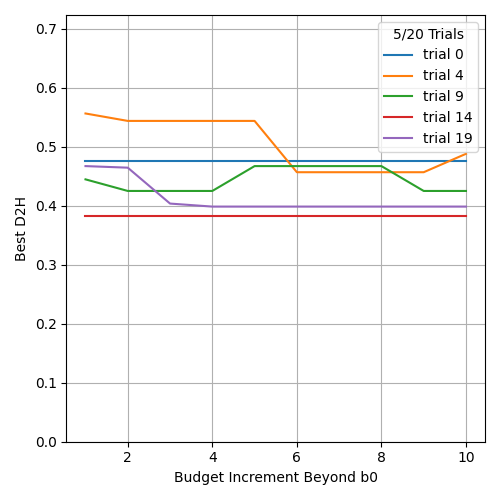 5/20 Trials
trial 0
trial 4
trial 9
trial 14
trial 19
Best D2H
0.7
0.6
0.5
0.4
0.3
0.2
0.1
0.0
2 4 6 8 10
Budget Increment Beyond b0